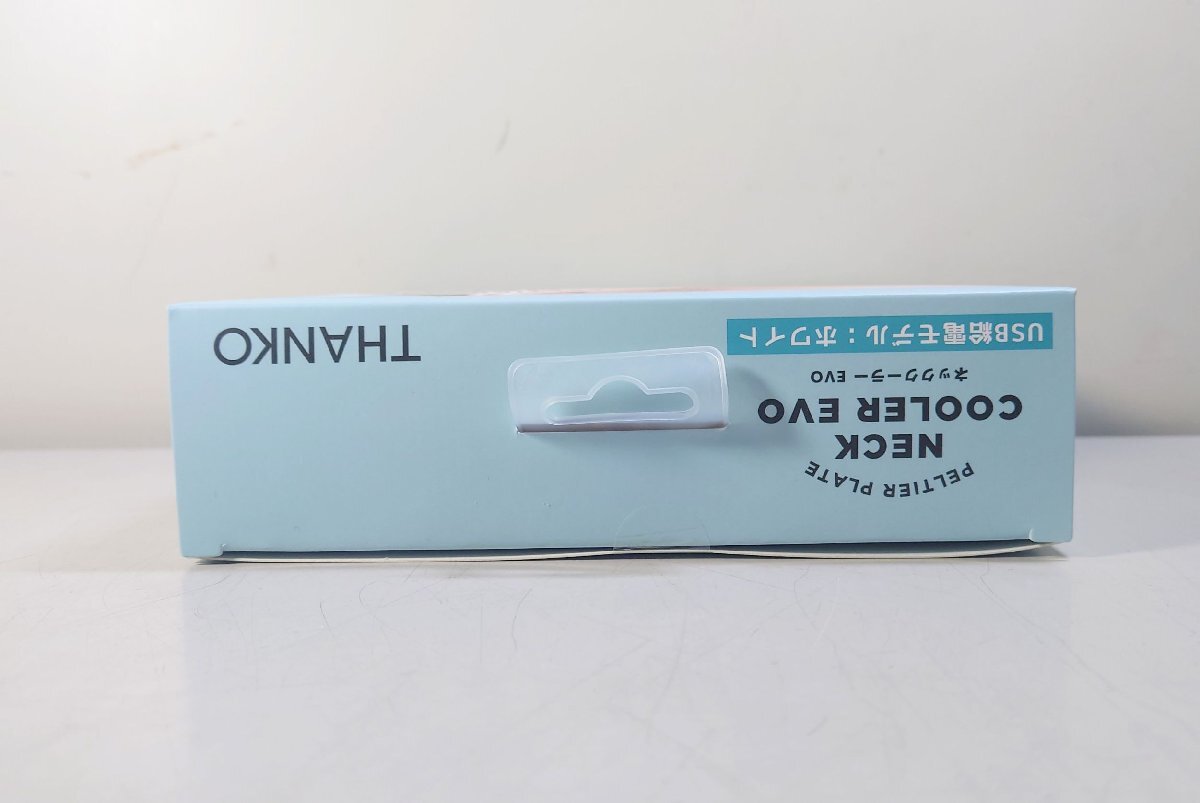 PELTIER PLATE
NECK
COOLER EVO
ネッククーラー EVO
USB給電モデル：ホワイト
THANKO